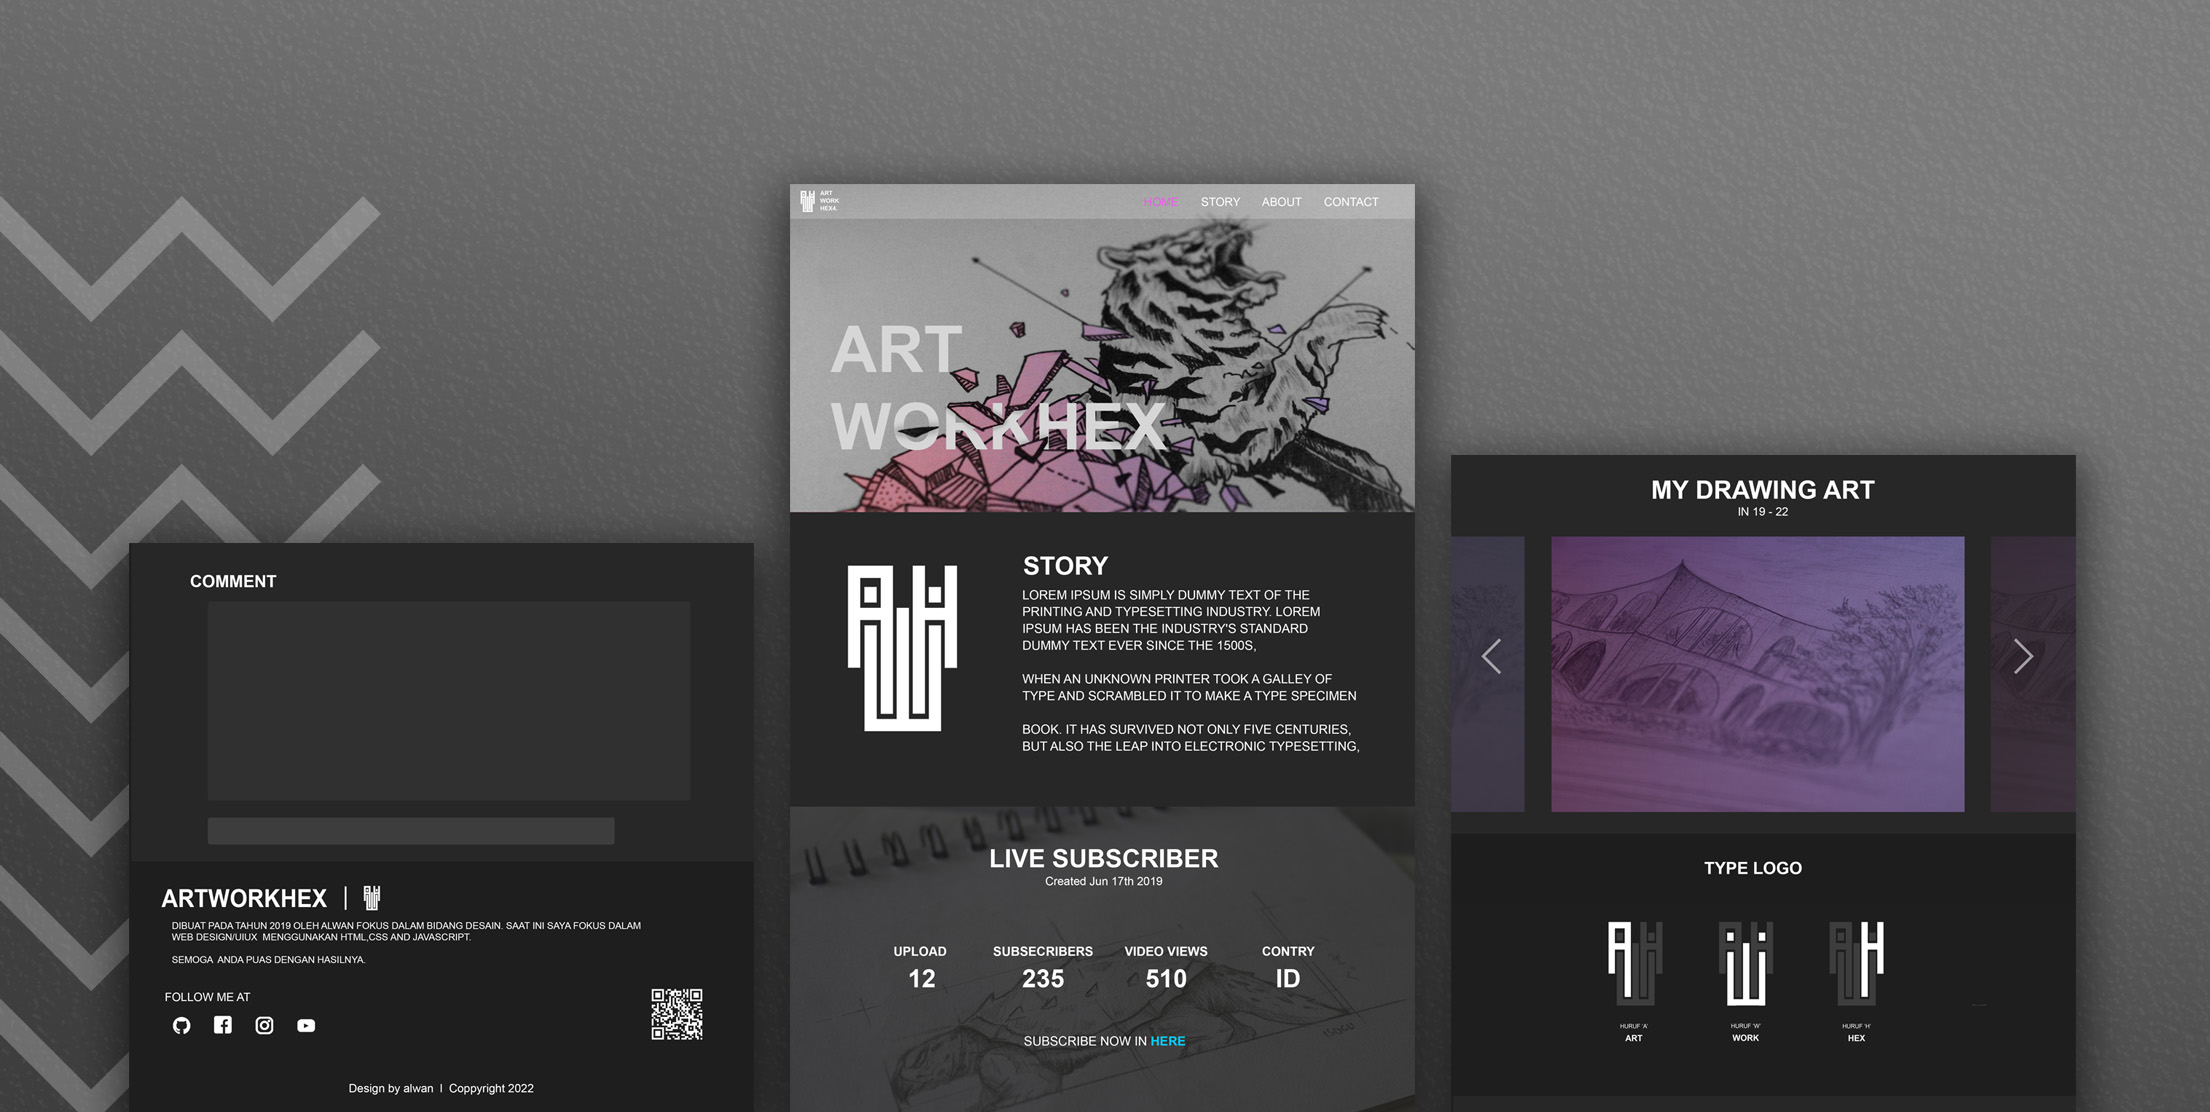 ART
WORK
HEX4.
HOME STORY ABOUT CONTACT
ART
WORKHEX
STORY
LOREM IPSUM IS SIMPLY DUMMY TEXT OF THE
PRINTING AND TYPESETTING INDUSTRY. LOREM
IPSUM HAS BEEN THE INDUSTRY'S STANDARD
DUMMY TEXT EVER SINCE THE 1500S,
WHEN AN UNKNOWN PRINTER TOOK A GALLEY OF
TYPE AND SCRAMBLED IT TO MAKE A TYPE SPECIMEN
BOOK. IT HAS SURVIVED NOT ONLY FIVE CENTURIES,
BUT ALSO THE LEAP INTO ELECTRONIC TYPESETTING,
LIVE SUBSCRIBER
Created Jun 17th 2019
UPLOAD SUBSECRIBERS VIDEO VIEWS CONTRY
12 235 510 ID
SUBSCRIBE NOW IN HERE
COMMENT
ARTWORKHEX |
DIBUAT PADA TAHUN 2019 OLEH ALWAN FOKUS DALAM BIDANG DESAIN. SAAT INI SAYA FOKUS DALAM
WEB DESIGN/UIUX MENGGUNAKAN HTML,CSS AND JAVASCRIPT.
SEMOGA ANDA PUAS DENGAN HASILNYA.
FOLLOW ME AT
Design by alwan | Coppyright 2022
MY DRAWING ART
IN 19 - 22
TYPE LOGO
HURUF 'A' HURUF 'W' HURUF 'H'
ART WORK HEX